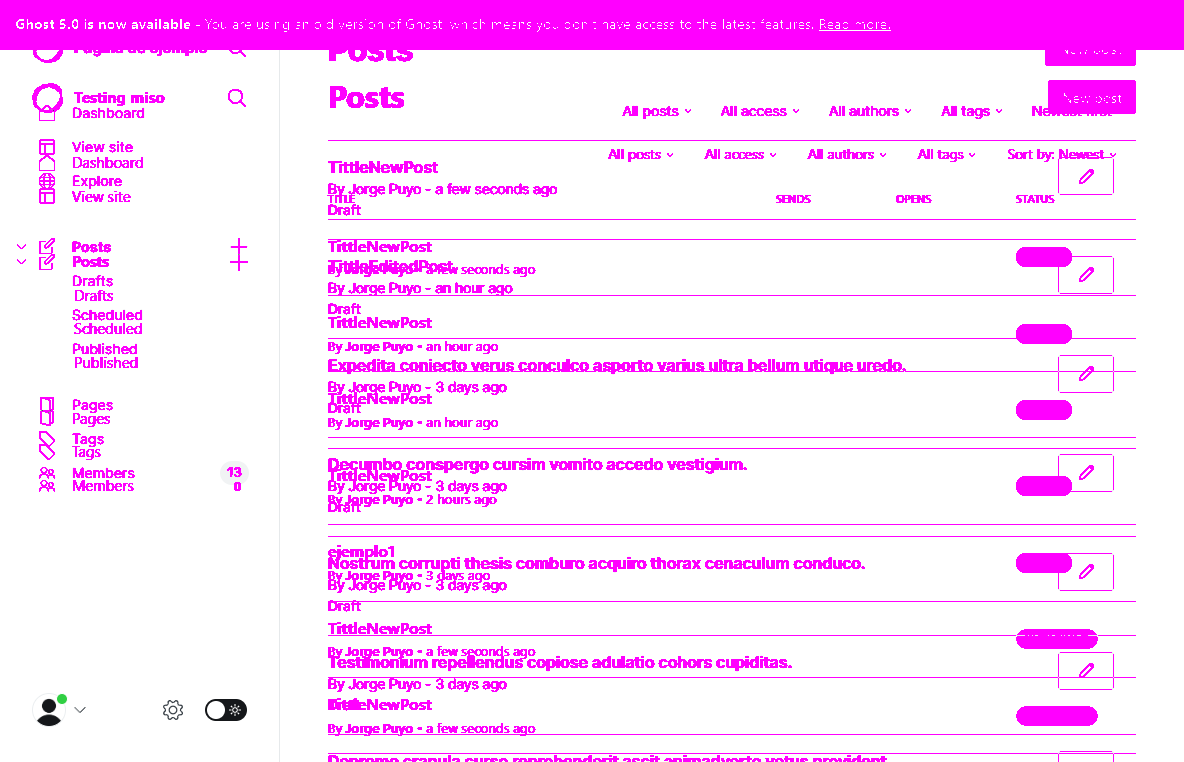 Ghost 5.0 is now available - You are using an old version of Ghost, which means you don't have access to the latest features. Read more.
Página de ejemplo
Posts
New post
Testing miso
Dashboard
Posts
New post
All posts All access All authors All tags Newest first
View site
Dashboard
Explore
View site
All posts All access All authors All tags Sort by: Newest
TittleNewPost
By Jorge Puyo - a few seconds ago
TITLE SENDS OPENS STATUS
Draft
Posts
Posts
Drafts
Drafts
Scheduled
Scheduled
Published
Published
Pages
Pages
Tags
Tags
Members 13
Members 0
TittleNewPost
TittleEditedPost
By Jorge Puyo - a few seconds ago
By Jorge Puyo - an hour ago
Draft
TittleNewPost
By Jorge Puyo • an hour ago
Expedita coniecto verus conculco asporto varius ultra bellum utique uredo.
By Jorge Puyo - 3 days ago
TittleNewPost
Draft
By Jorge Puyo • an hour ago
Decumbo conspergo cursim vomito accedo vestigium.
TittleNewPost
By Jorge Puyo - 3 days ago
By Jorge Puyo • 2 hours ago
Draft
ejemplo1
Nostrum corrupti thesis comburo acquiro thorax cenaculum conduco.
By Jorge Puyo • 3 days ago
By Jorge Puyo - 3 days ago
Draft
TittleNewPost
By Jorge Puyo • a few seconds ago
Testimonium repellendus copiose adulatio cohors cupiditas.
By Jorge Puyo - 3 days ago
Draft
TittleNewPost
By Jorge Puyo • a few seconds ago